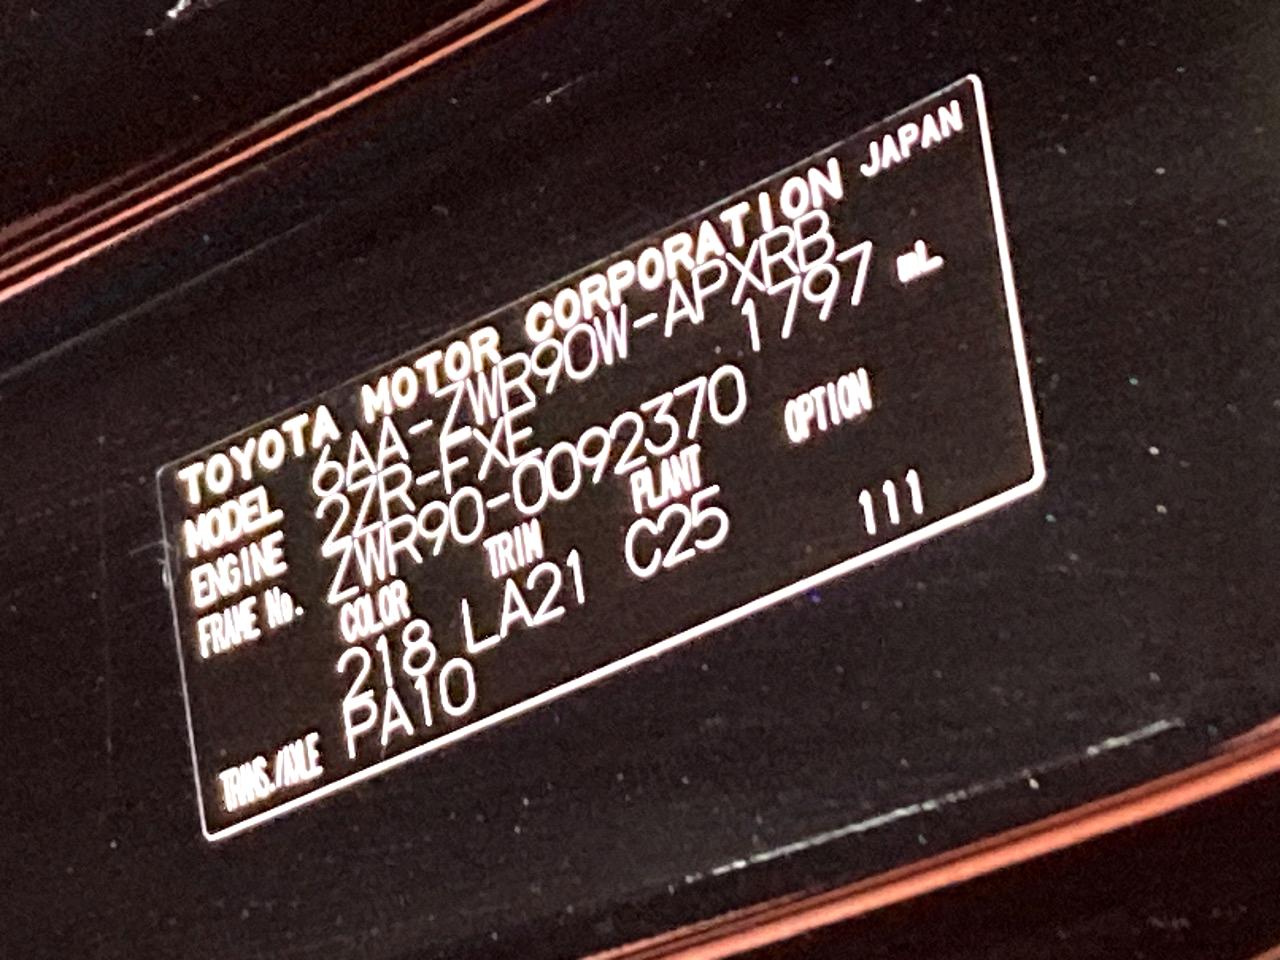 TOYOTA MOTOR CORPORATION JAPAN
MODEL 6AA-ZWR90W-APXRB
ENGINE 2ZR-FXE 1797 mL
FRAME No. ZWR90-0092370
COLOR TRIM PLANT OPTION
218 LA21 C25 111
TRANS./AXLE PA10